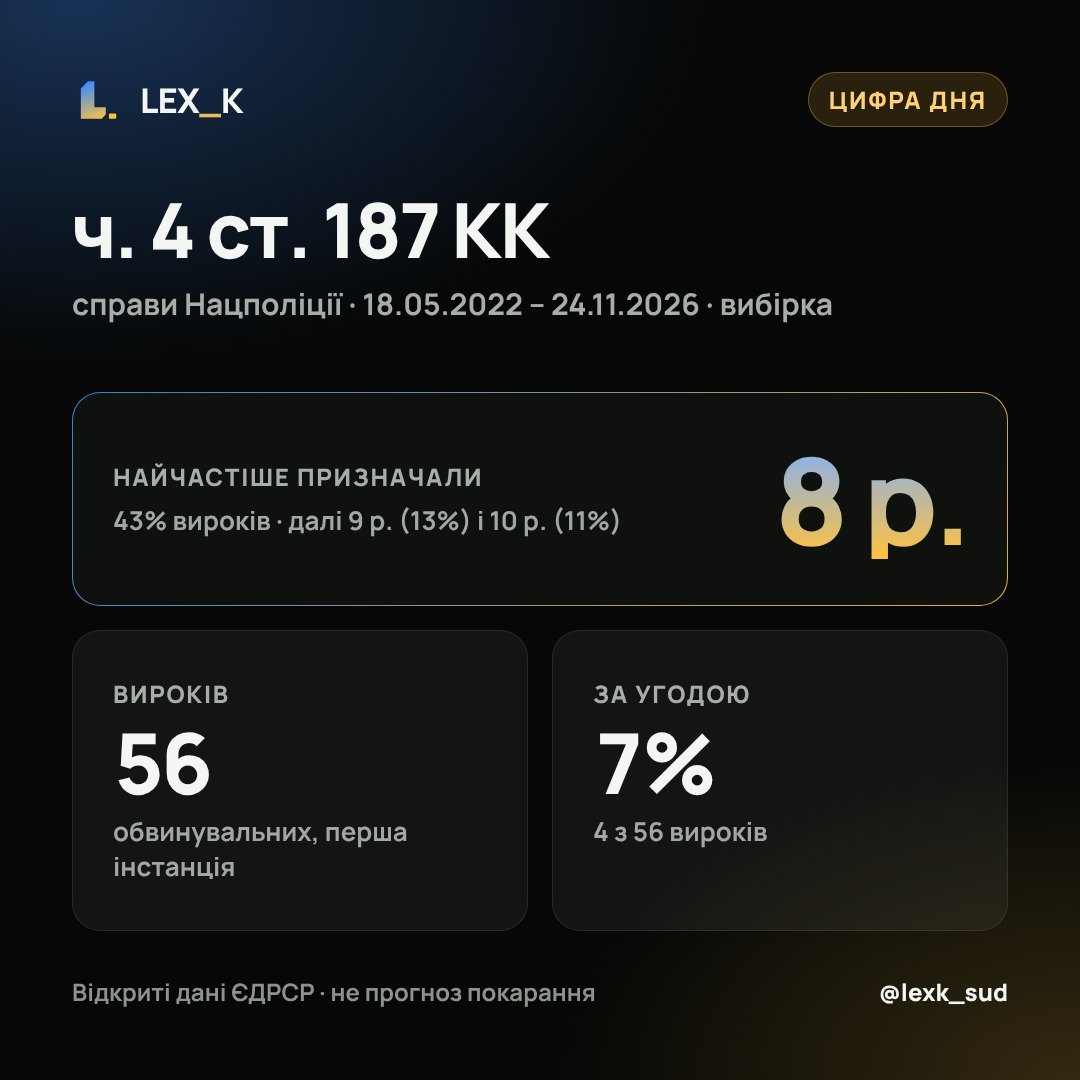 LEX_K
ЦИФРА ДНЯ
ч. 4 ст. 187 КК
справи Нацполіції · 18.05.2022 – 24.11.2026 · вибірка
НАЙЧАСТІШЕ ПРИЗНАЧАЛИ
43% вироків · далі 9 р. (13%) і 10 р. (11%)
8 р.
ВИРОКІВ
56
обвинувальних, перша
інстанція
ЗА УГОДОЮ
7%
4 з 56 вироків
Відкриті дані ЄДРСР · не прогноз покарання
@lexk_sud